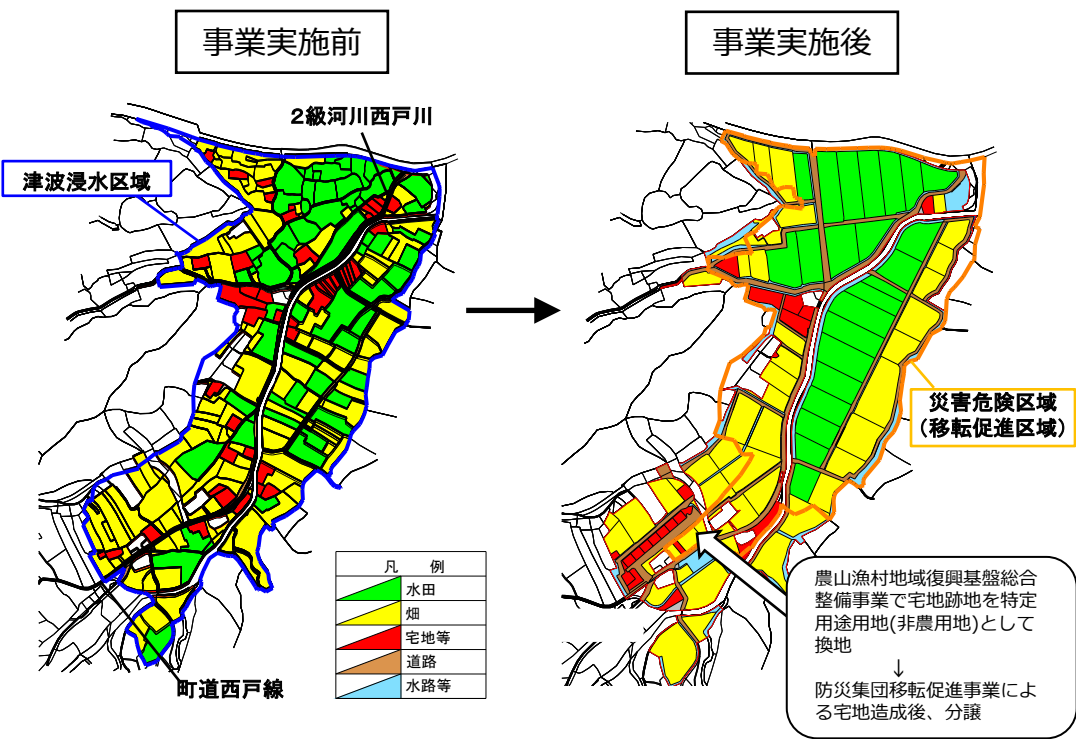 事業実施前
事業実施後
2級河川西戸川
津波浸水区域
災害危険区域
（移転促進区域）
凡　例
水田
畑
宅地等
道路
水路等
町道西戸線
農山漁村地域復興基盤総合
整備事業で宅地跡地を特定
用途用地(非農用地)として
換地
↓
防災集団移転促進事業によ
る宅地造成後、分譲